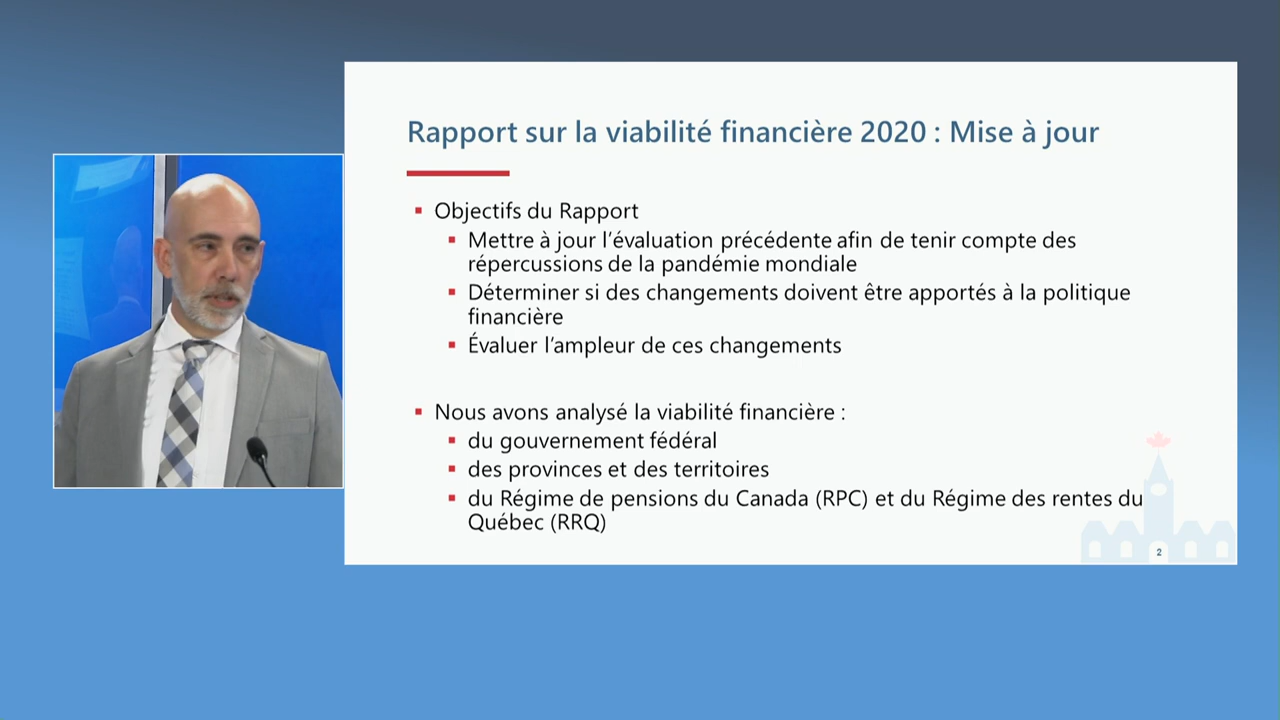 Rapport sur la viabilité financière 2020 : Mise à jour
Objectifs du Rapport
Mettre à jour l’évaluation précédente afin de tenir compte des
répercussions de la pandémie mondiale
Déterminer si des changements doivent être apportés à la politique
financière
Évaluer l’ampleur de ces changements
Nous avons analysé la viabilité financière :
du gouvernement fédéral
des provinces et des territoires
du Régime de pensions du Canada (RPC) et du Régime des rentes du
Québec (RRQ)
2